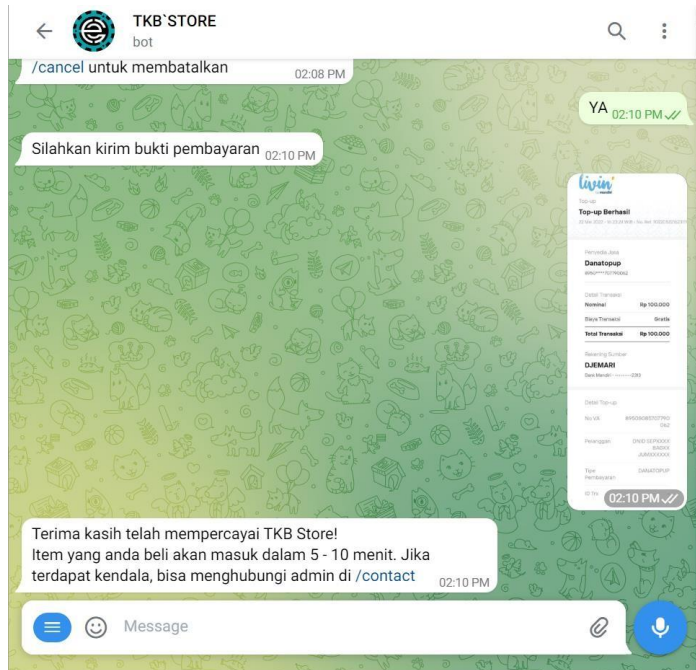 TKB`STORE
bot
/cancel untuk membatalkan
02:08 PM
YA 02:10 PM
Silahkan kirim bukti pembayaran 02:10 PM
livin'
Top-up
Top-up Berhasil
Penyedia Jasa
Danatopup
Detail Transaksi
Nominal Rp 100.000
Biaya Transaksi Gratis
Total Transaksi Rp 100.000
Rekening Sumber
DJEMARI
Detail Top-up
No VA
Pelanggan
Tipe DANATOPUP
Pembayaran
02:10 PM
Terima kasih telah mempercayai TKB Store!
Item yang anda beli akan masuk dalam 5 - 10 menit. Jika
terdapat kendala, bisa menghubungi admin di /contact 02:10 PM
Message